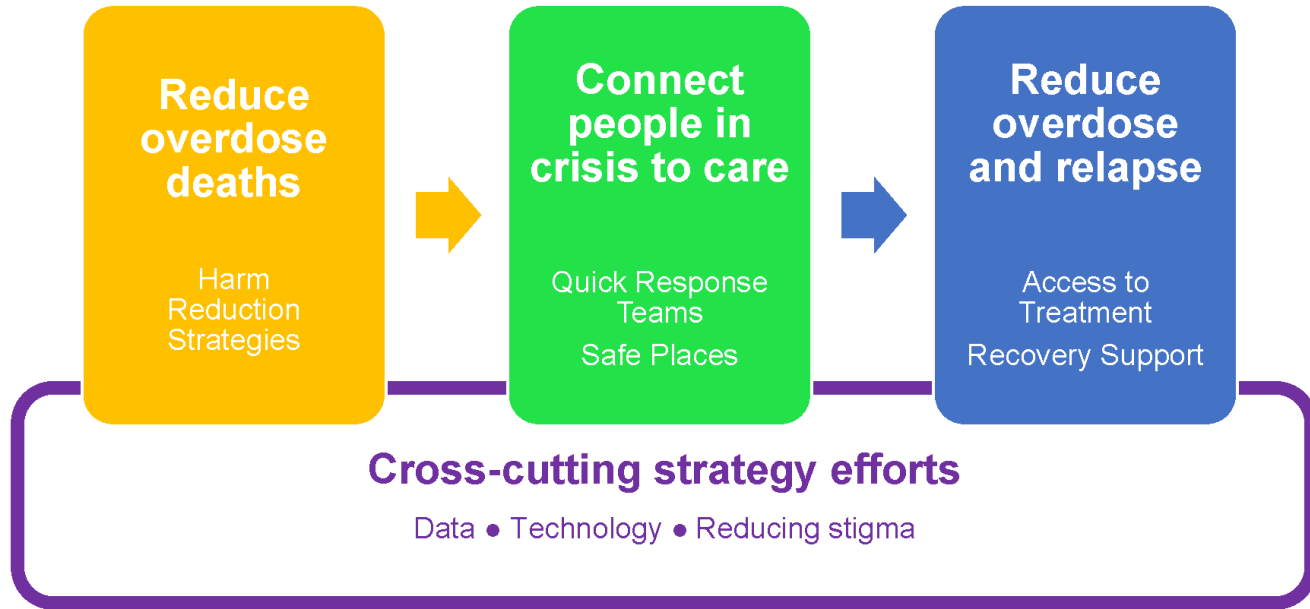 Reduce
overdose
deaths
Harm
Reduction
Strategies
Connect
people in
crisis to care
Quick Response
Teams
Safe Places
Reduce
overdose
and relapse
Access to
Treatment
Recovery Support
Cross-cutting strategy efforts
Data ● Technology ● Reducing stigma